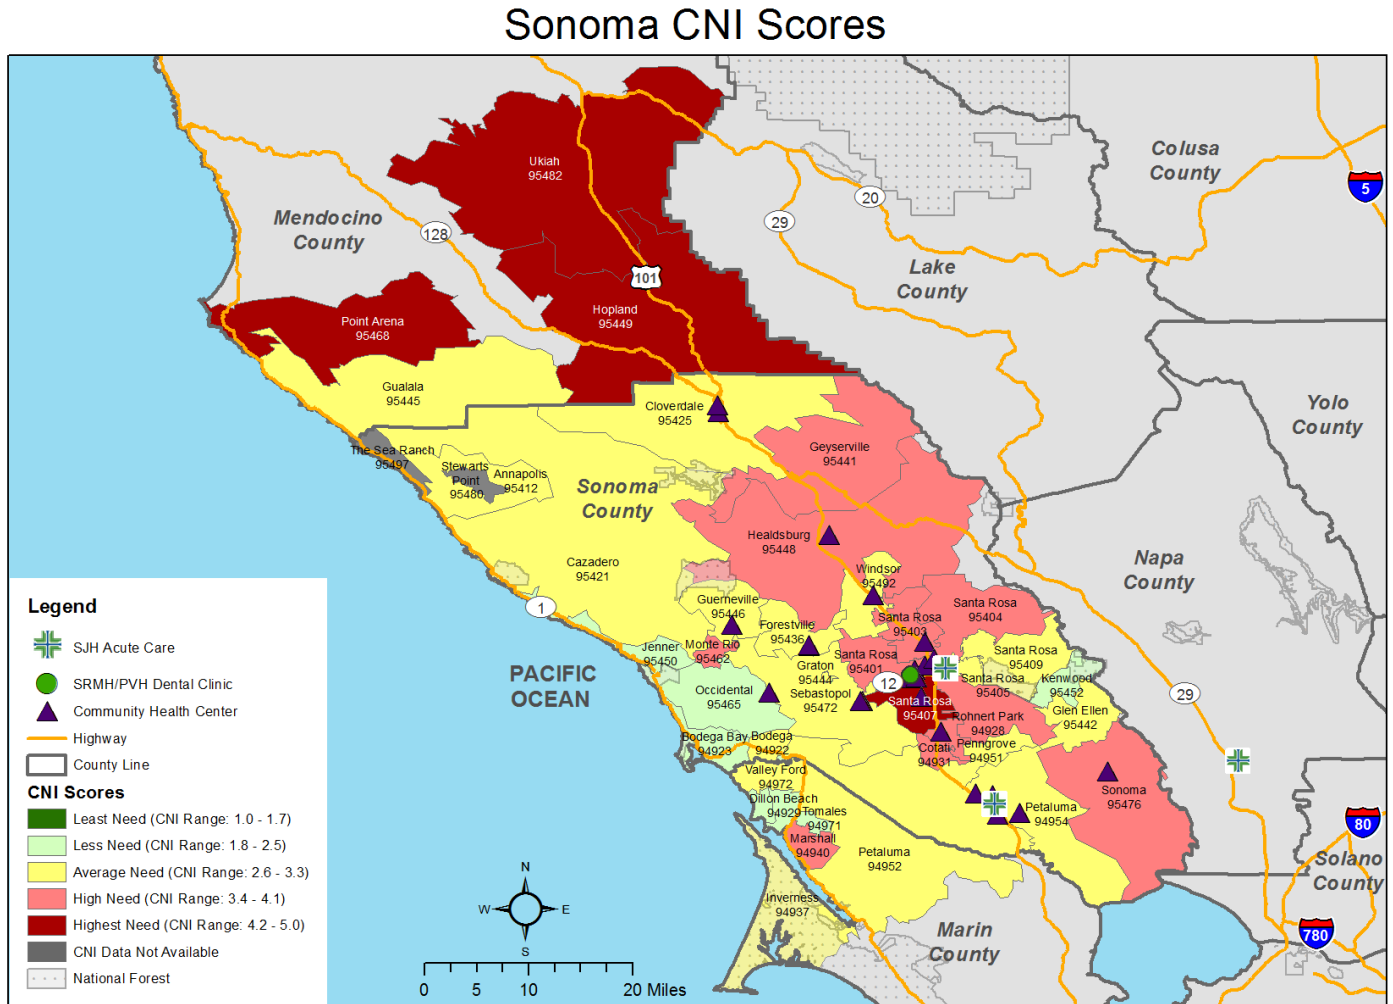 Sonoma CNI Scores
Ukiah
95482
Colusa
County
5
Mendocino
County
128
20
29
101
Lake
County
Hopland
95449
Point Arena
95468
Gualala
95445
Cloverdale
95425
Yolo
County
Geyserville
95441
The Sea Ranch
95497
Stewarts
Point
95480
Annapolis
95412
Sonoma
County
Healdsburg
95448
Cazadero
95421
Windsor
95492
Napa
County
1
Guerneville
95446
Forestville
95436
Santa Rosa
95403
Santa Rosa
95404
Jenner
95450
Monte Rio
95462
Graton
95444
Santa Rosa
95401
Santa Rosa
95409
Santa Rosa
95405
Kenwood
95452
12
29
PACIFIC
OCEAN
Occidental
95465
Sebastopol
95472
Santa Rosa
95407
Glen Ellen
95442
Rohnert Park
94928
Bodega Bay
94923
Bodega
94922
Cotati
94931
Penngrove
94951
Valley Ford
94972
Dillon Beach
94929
Tomales
94971
Marshall
94940
Petaluma
94952
Petaluma
94954
Sonoma
95476
80
Solano
County
Inverness
94937
Marin
County
780
Legend
SJH Acute Care
SRMH/PVH Dental Clinic
Community Health Center
Highway
County Line
CNI Scores
Least Need (CNI Range: 1.0 - 1.7)
Less Need (CNI Range: 1.8 - 2.5)
Average Need (CNI Range: 2.6 - 3.3)
High Need (CNI Range: 3.4 - 4.1)
Highest Need (CNI Range: 4.2 - 5.0)
CNI Data Not Available
National Forest
N
W E
S
0 5 10 20 Miles